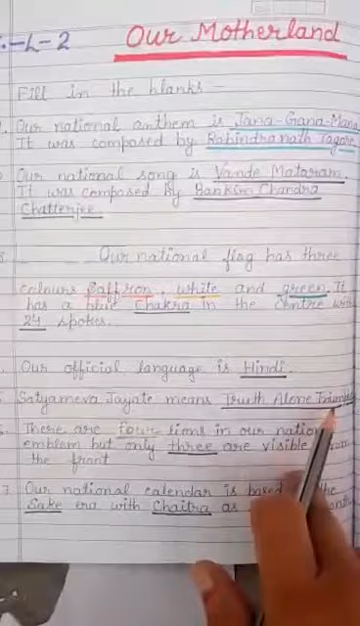 L-2 Our Motherland
Fill in the blanks -
Our national anthem is Jana-Gana-Mana
It was composed by Rabindranath Tagore
Our national song is Vande Mataram.
It was composed by Bankim Chandra
Chatterjee
Our national flag has three
colours Saffron, white and green. It
has a blue Chakra in the centre with
24 spokes.
Our official language is Hindi.
Satyameva Jayate means Truth Alone
There are four lions in our
emblem but only three are visible
the front
7. Our national calendar is based the
Saka era with Chaitra as